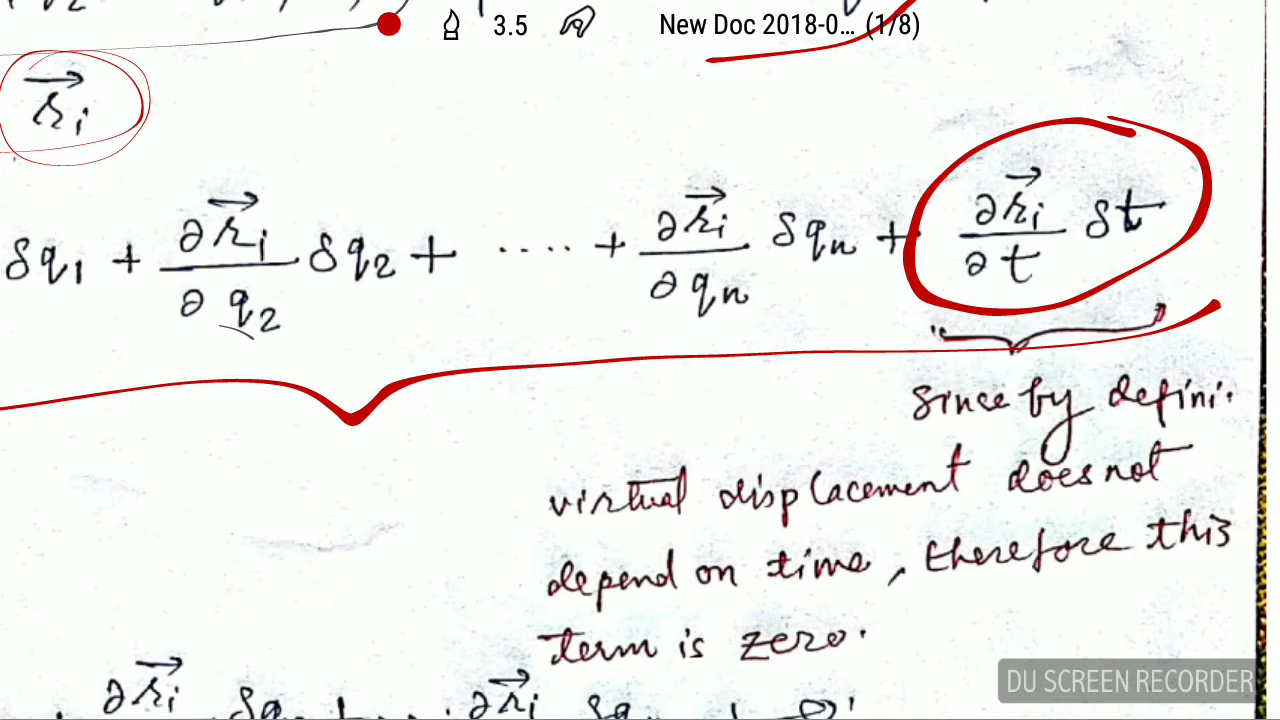 3.5 New Doc 2018-0... (1/8)
r⃗ᵢ
δq₁ + ∂r⃗ᵢ/∂q₂ δq₂ + ..... + ∂r⃗ᵢ/∂qₙ δqₙ + ∂r⃗ᵢ/∂t δt
Since by defini.
virtual displacement does not
depend on time, therefore this
term is zero.
∂r⃗ᵢ ∂r⃗ᵢ
DU SCREEN RECORDER